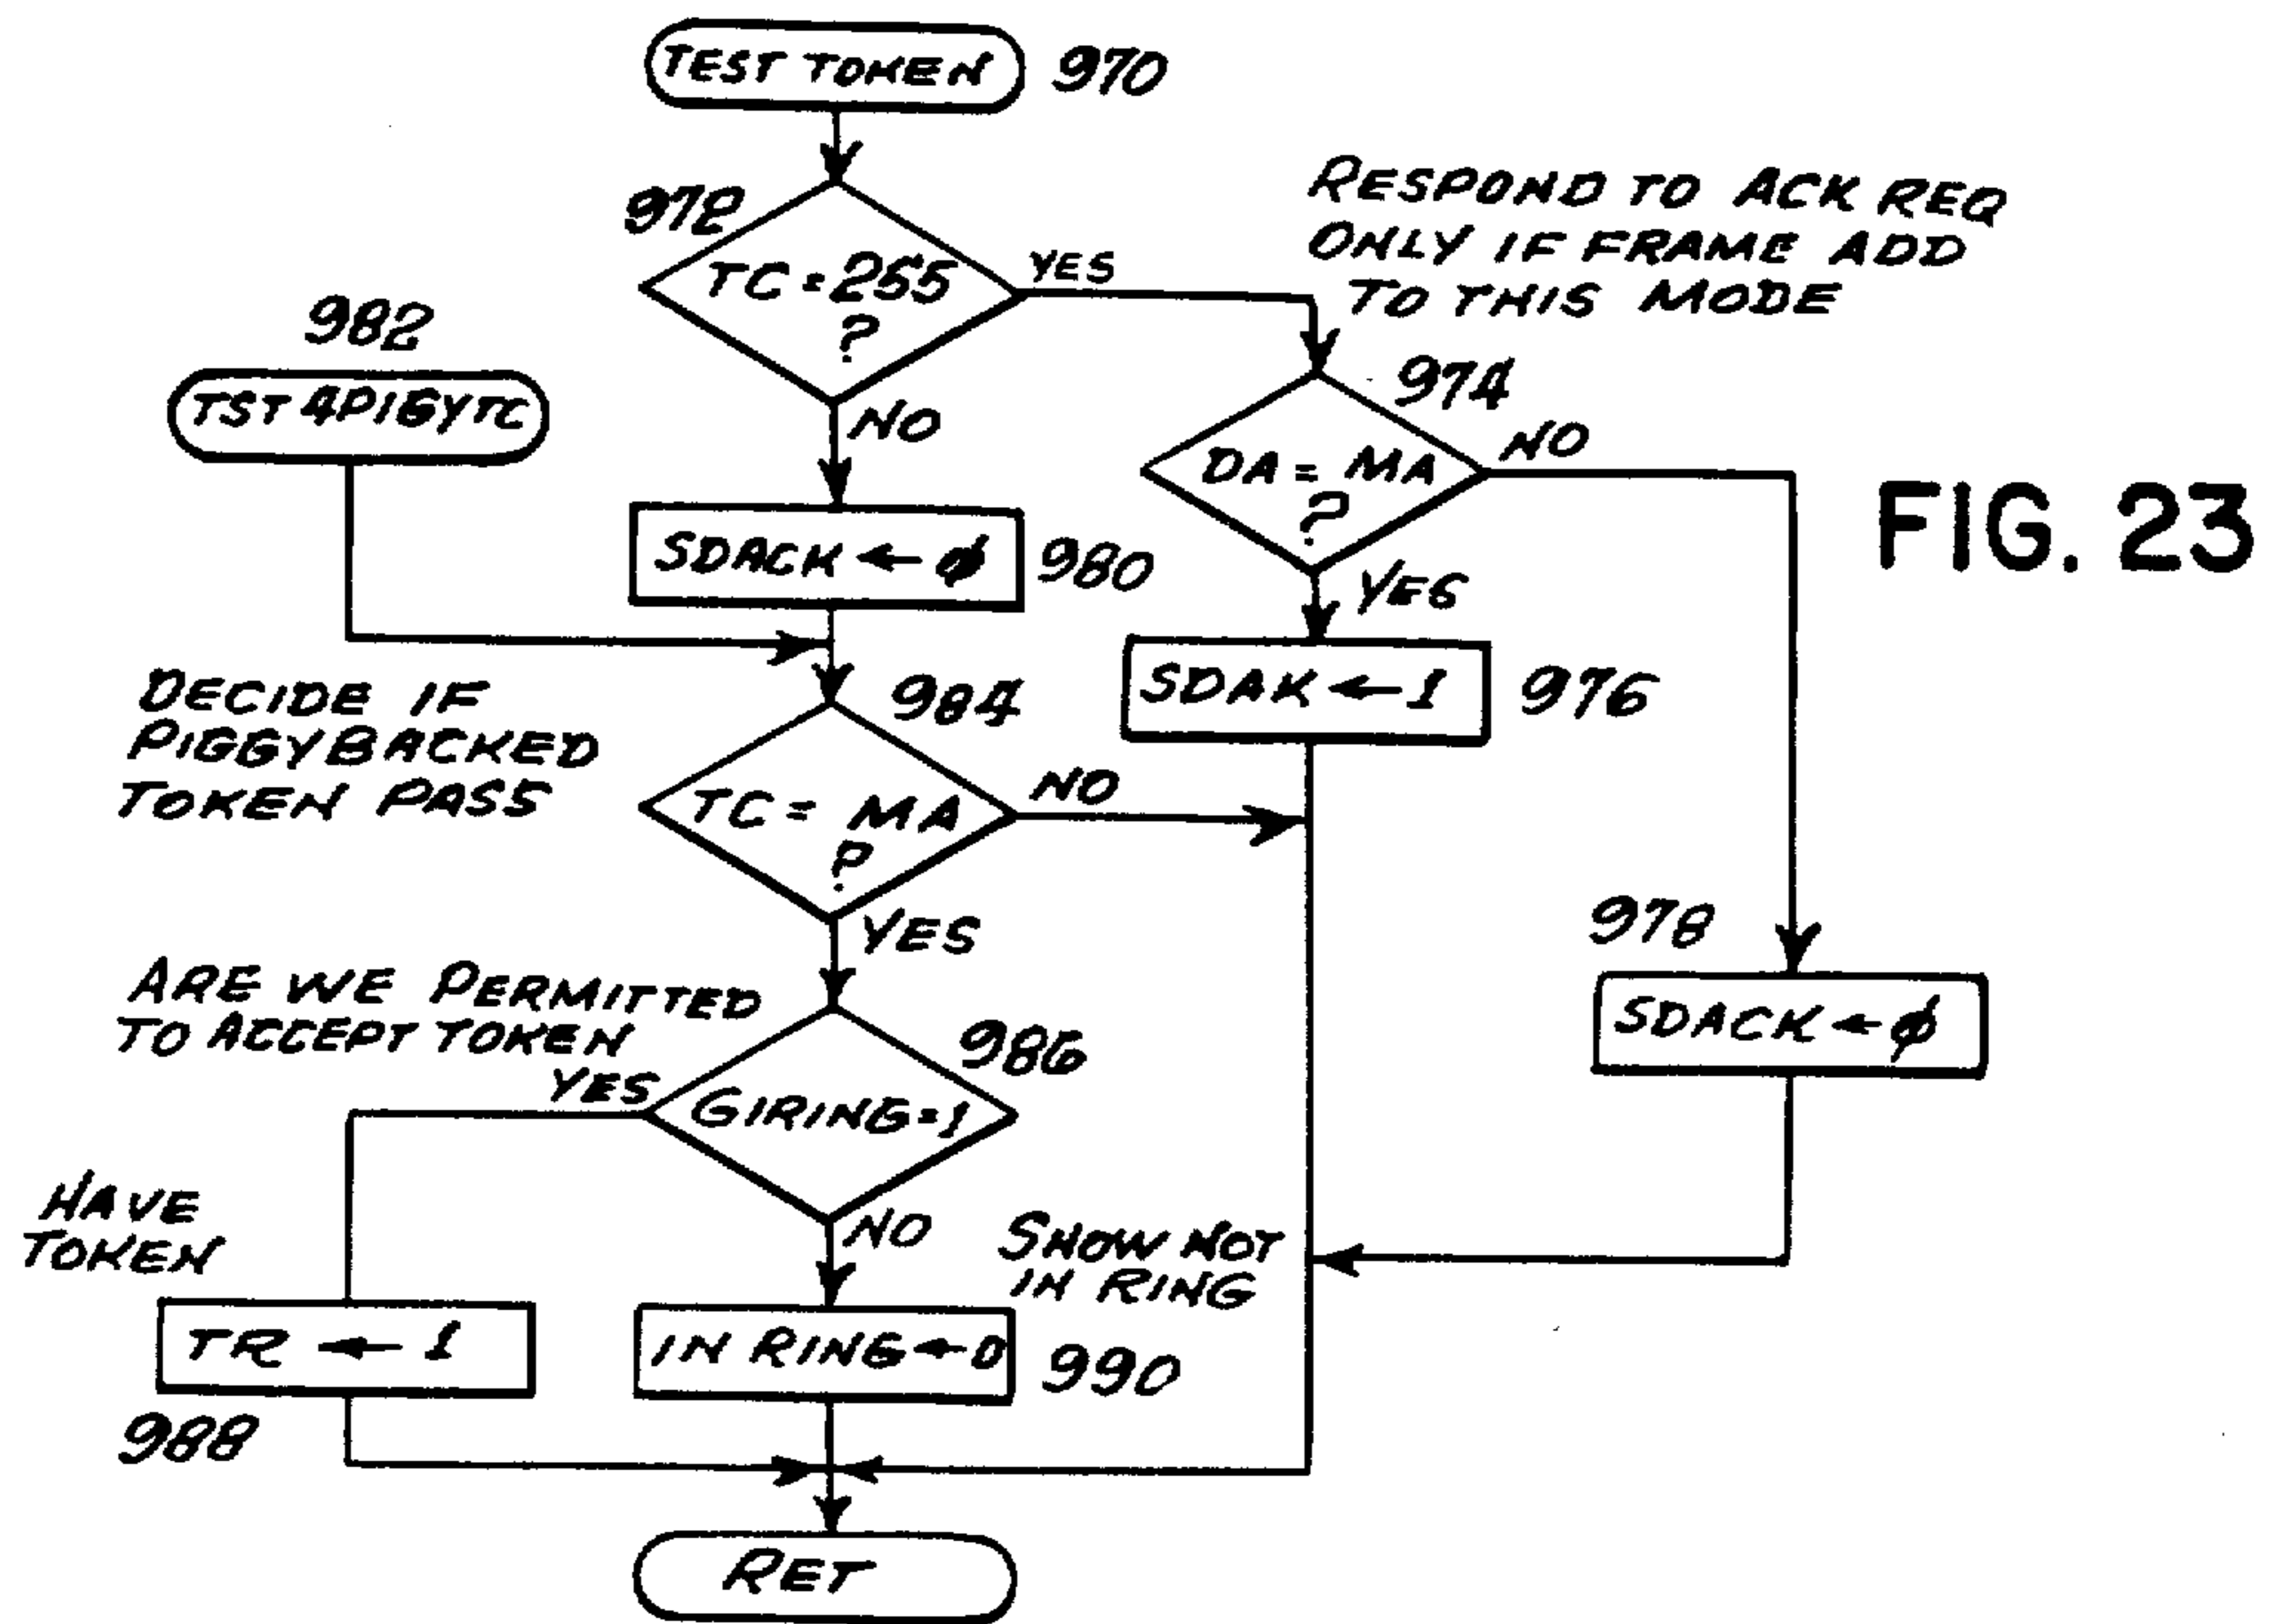 TEST TOKEN 970
972
TC = 255
?
YES
NO
RESPOND TO ACK REQ
ONLY IF FRAME ADD
TO THIS MODE
982
TST 4PIGYTC
974
DA = MA
?
NO
YES
FIG. 23
SDACK ← ϕ 980
SDAK ← 1 976
DECIDE IF
PIGGYBACKED
TOKEN PASS
984
TC = MA
?
NO
YES
978
SDACK ← ϕ
ARE WE PERMITTED
TO ACCEPT TOKEN
986
YES
GIRING = 1
NO
HAVE
TOKEN
SHOW NOT
IN RING
TR ← 1
988
IN RING ← 0 990
RET